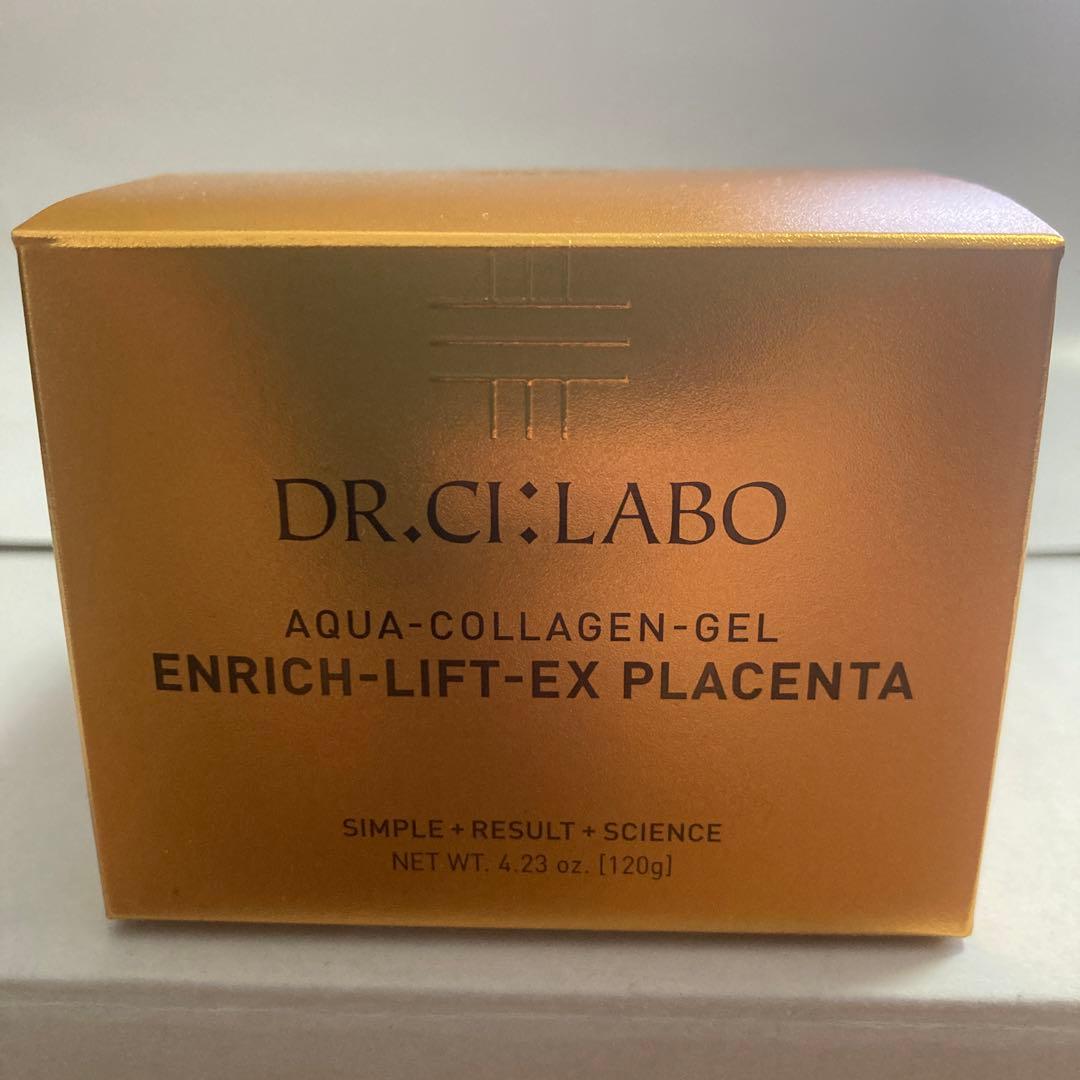 DR.CI:LABO
AQUA-COLLAGEN-GEL
ENRICH-LIFT-EX PLACENTA
SIMPLE + RESULT + SCIENCE
NET WT. 4.23 oz. [120g]